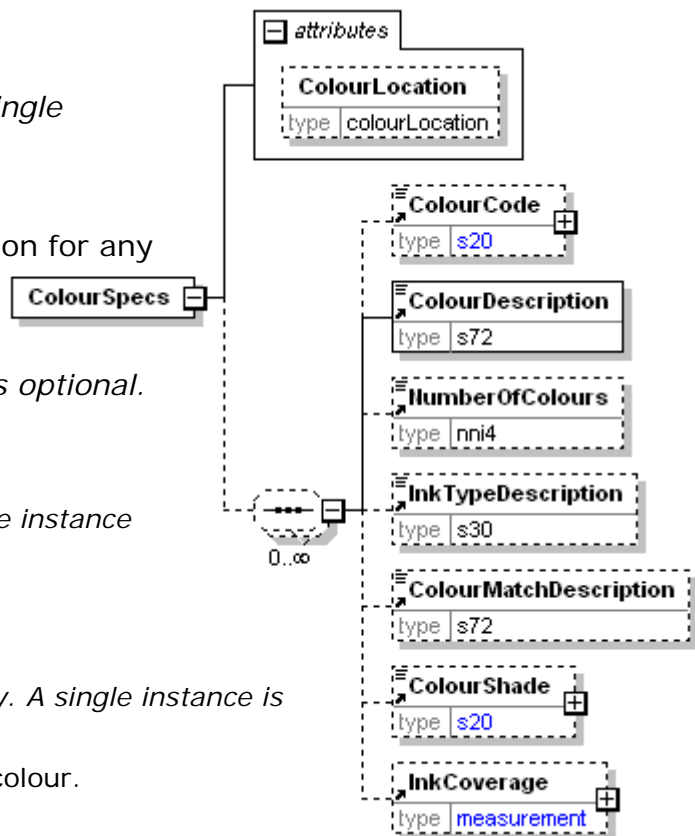 attributes
ColourLocation
type colourLocation
ingle
ColourCode
type s20
on for any
ColourSpecs
ColourDescription
type s72
s optional.
NumberOfColours
type nni4
InkTypeDescription
type s30
e instance
0..∞
ColourMatchDescription
type s72
y. A single instance is
ColourShade
type s20
colour.
InkCoverage
type measurement